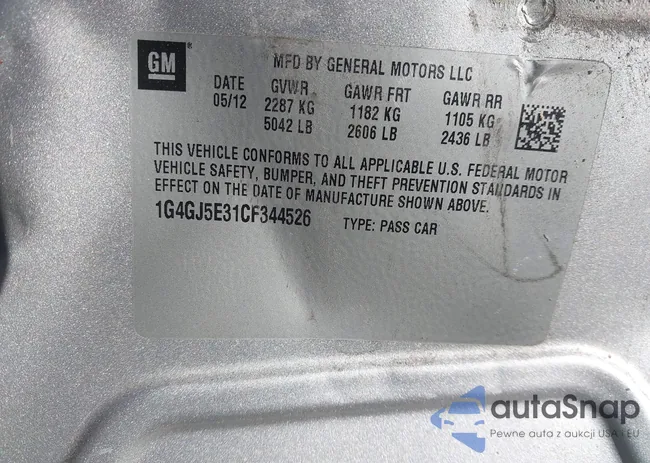 GM
MFD BY GENERAL MOTORS LLC
DATE GVWR GAWR FRT GAWR RR
05/12 2287 KG 1182 KG 1105 KG
5042 LB 2606 LB 2436 LB
THIS VEHICLE CONFORMS TO ALL APPLICABLE U.S. FEDERAL MOTOR
VEHICLE SAFETY, BUMPER, AND THEFT PREVENTION STANDARDS IN
EFFECT ON THE DATE OF MANUFACTURE SHOWN ABOVE.
1G4GJ5E31CF344526 TYPE: PASS CAR
autaSnap
Pewne auta z aukcji USA - EU